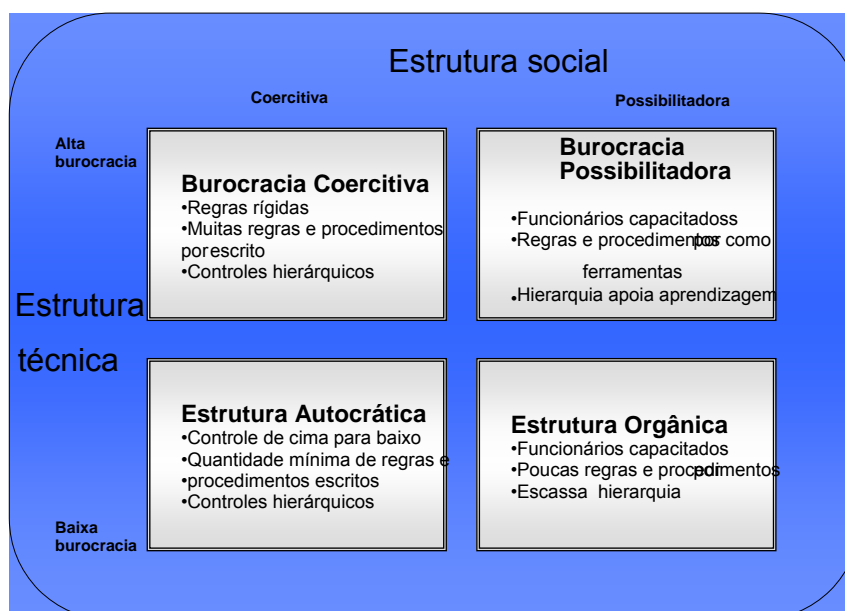 Estrutura social
Coercitiva
Possibilitadora
Alta
burocracia
Burocracia Coercitiva
•Regras rígidas
•Muitas regras e procedimentos
porescrito
•Controles hierárquicos
Burocracia
Possibilitadora
•Funcionários capacitadoss
•Regras e procedimentos como
ferramentas
•Hierarquia apoia aprendizagem
Estrutura
técnica
Estrutura Autocrática
•Controle de cima para baixo
•Quantidade mínima de regras e
•procedimentos escritos
•Controles hierárquicos
Estrutura Orgânica
•Funcionários capacitados
•Poucas regras e procedimentos
•Escassa hierarquia
Baixa
burocracia